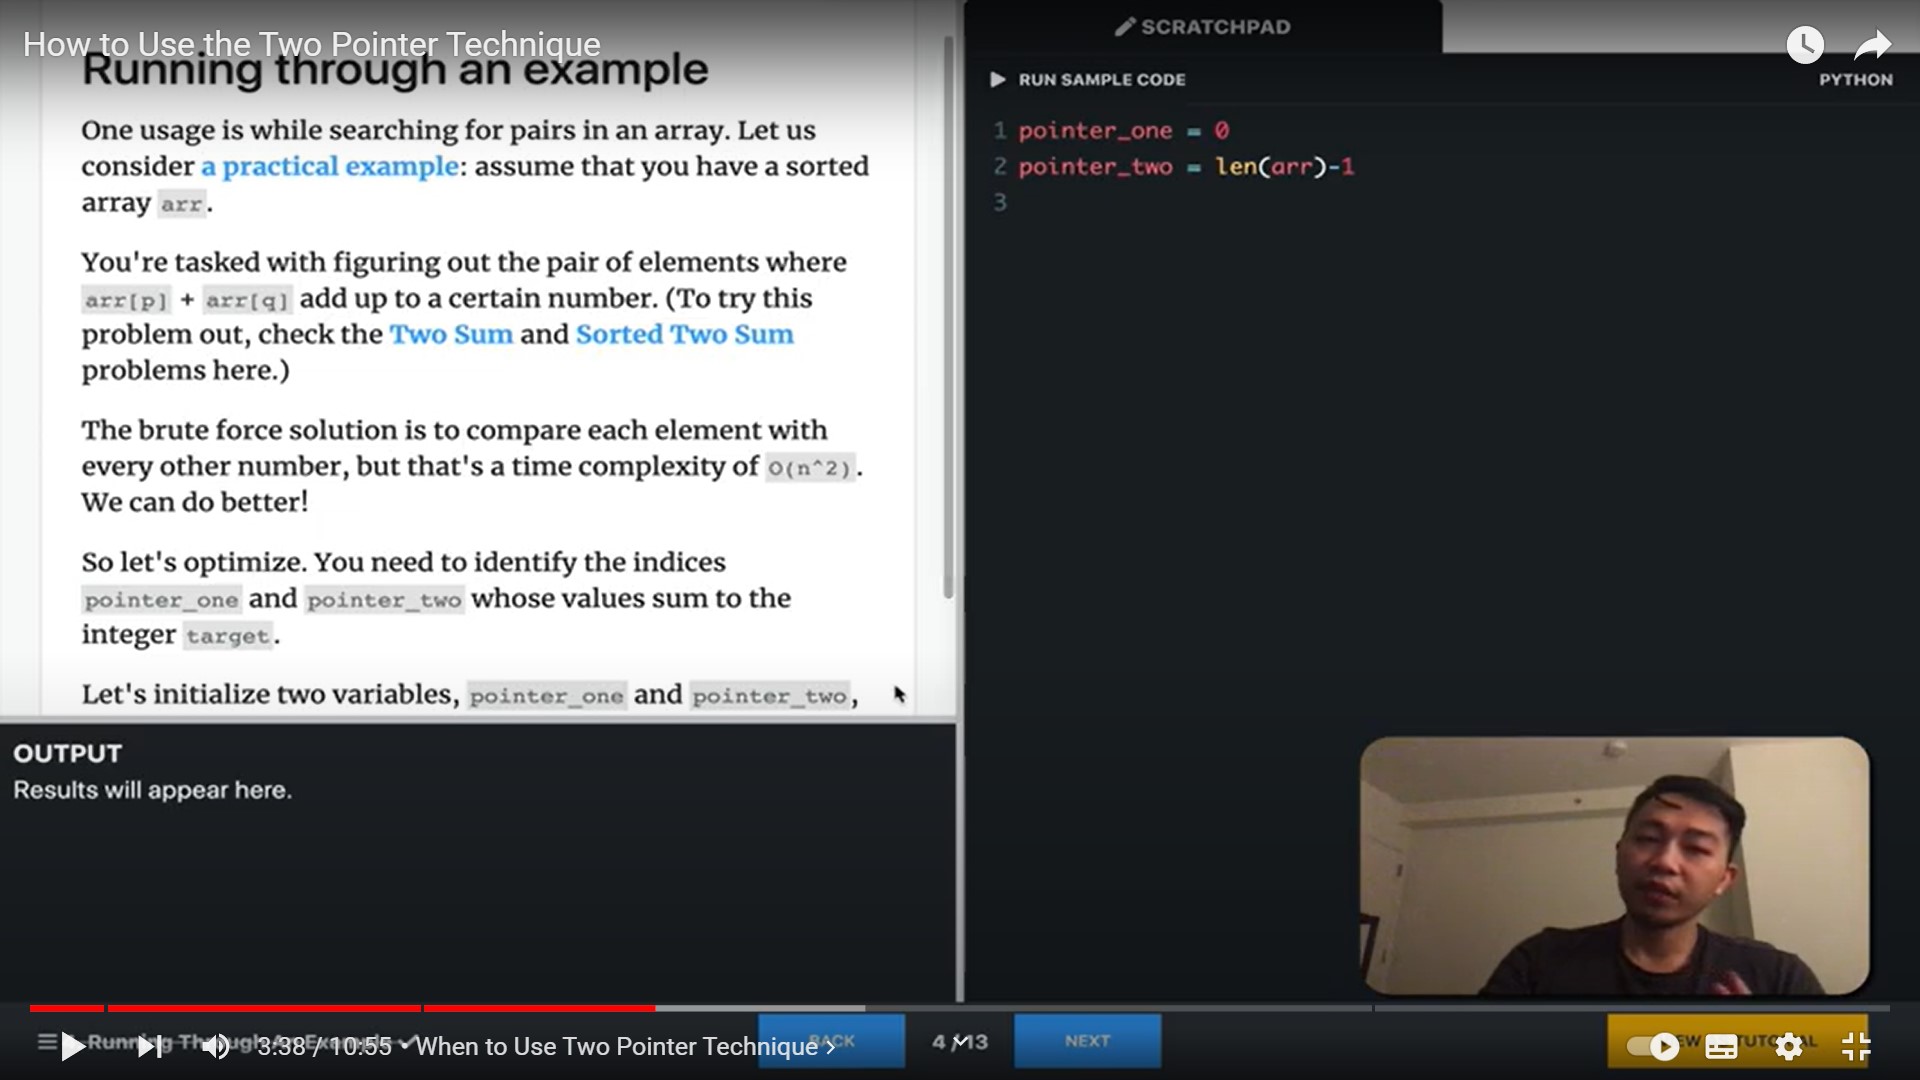 How to Use the Two Pointer Technique
Running through an example
One usage is while searching for pairs in an array. Let us
consider a practical example: assume that you have a sorted
array arr.
You're tasked with figuring out the pair of elements where
arr[p] + arr[q] add up to a certain number. (To try this
problem out, check the Two Sum and Sorted Two Sum
problems here.)
The brute force solution is to compare each element with
every other number, but that's a time complexity of O(n^2).
We can do better!
So let's optimize. You need to identify the indices
pointer_one and pointer_two whose values sum to the
integer target.
Let's initialize two variables, pointer_one and pointer_two,
OUTPUT
Results will appear here.
SCRATCHPAD
RUN SAMPLE CODE
PYTHON
1 pointer_one = 0
2 pointer_two = len(arr)-1
3
Running Through An Example
3:38 / 10:55 • When to Use Two Pointer Technique
BACK
4 / 13
NEXT